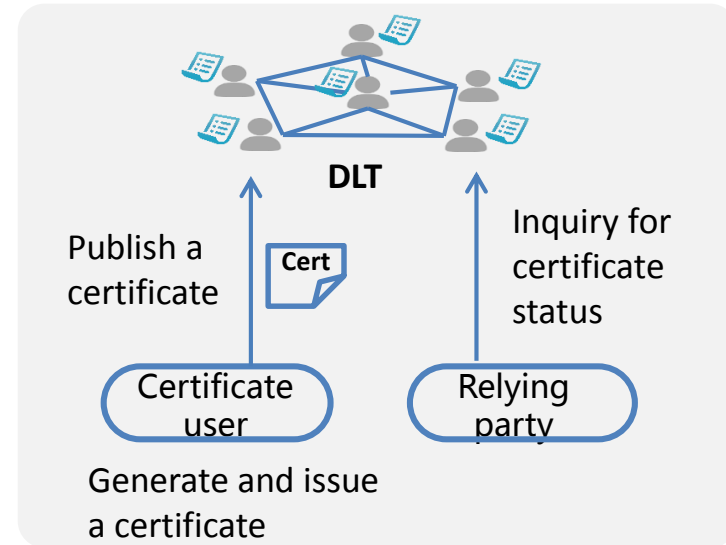 DLT
Publish a
certificate
Cert
Inquiry for
certificate
status
Certificate
user
Relying
party
Generate and issue
a certificate